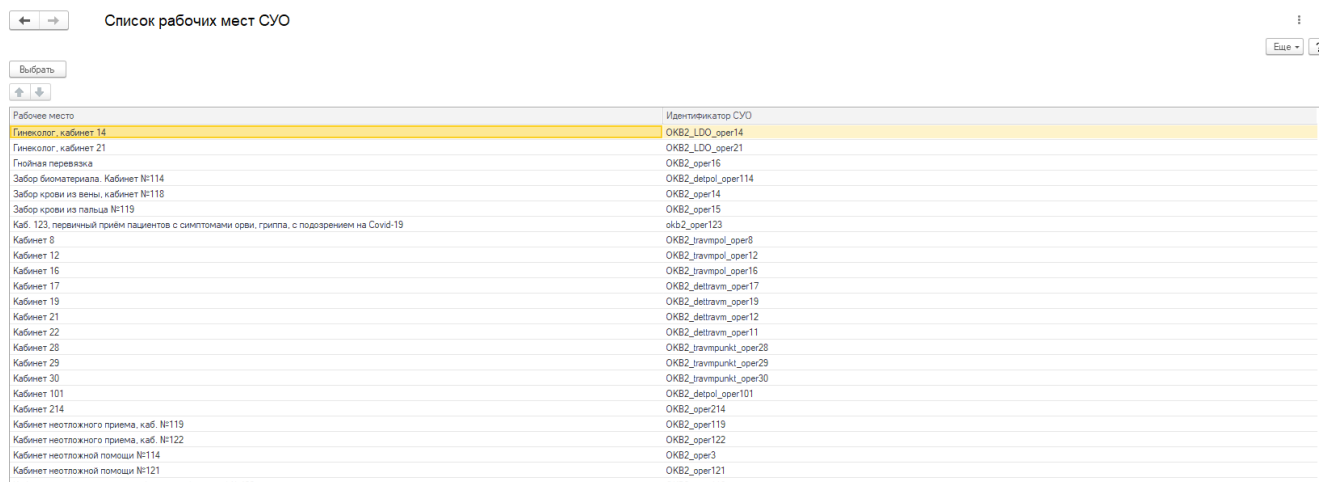 Список рабочих мест СУО
Еще
?
Выбрать
Рабочее место Идентификатор СУО
Гинеколог, кабинет 14 OKB2_LDO_oper14
Гинеколог, кабинет 21 OKB2_LDO_oper21
Гнойная перевязка OKB2_oper16
Забор биоматериала. Кабинет №114 OKB2_detpol_oper114
Забор крови из вены, кабинет №118 OKB2_oper14
Забор крови из пальца №119 OKB2_oper15
Каб. 123, первичный приём пациентов с симптомами орви, гриппа, с подозрением на Covid-19 okb2_oper123
Кабинет 8 OKB2_travmpol_oper8
Кабинет 12 OKB2_travmpol_oper12
Кабинет 16 OKB2_travmpol_oper16
Кабинет 17 OKB2_dettravm_oper17
Кабинет 19 OKB2_dettravm_oper19
Кабинет 21 OKB2_dettravm_oper12
Кабинет 22 OKB2_dettravm_oper11
Кабинет 28 OKB2_travmpunkt_oper28
Кабинет 29 OKB2_travmpunkt_oper29
Кабинет 30 OKB2_travmpunkt_oper30
Кабинет 101 OKB2_detpol_oper101
Кабинет 214 OKB2_oper214
Кабинет неотложного приема, каб. №119 OKB2_oper119
Кабинет неотложного приема, каб. №122 OKB2_oper122
Кабинет неотложной помощи №114 OKB2_oper3
Кабинет неотложной помощи №121 OKB2_oper121